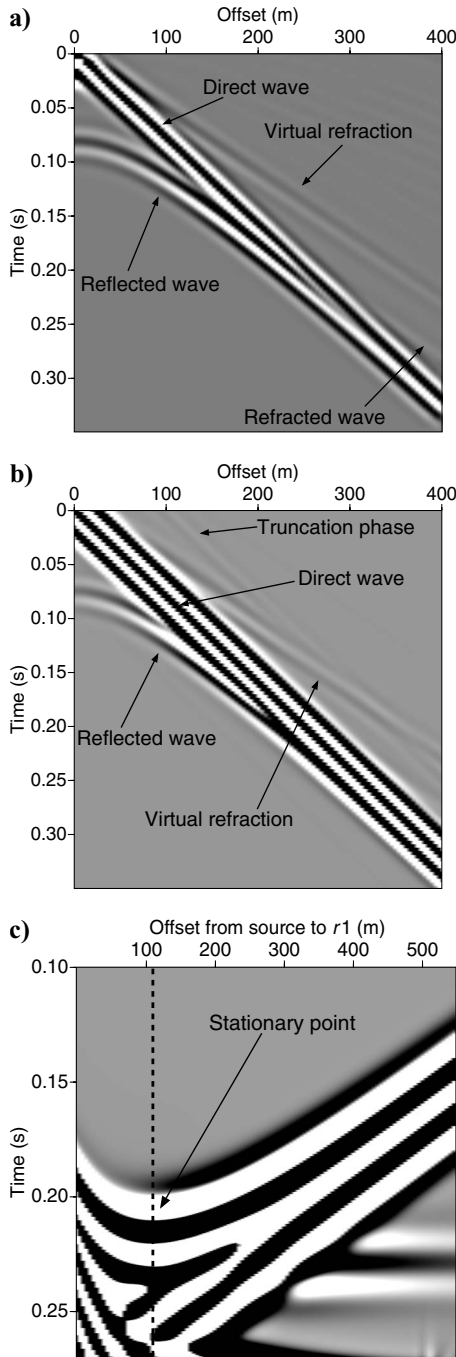 a)
Offset (m)
0 100 200 300 400
0
0.05
0.10
0.15
0.20
0.25
0.30
Time (s)
Direct wave
Virtual refraction
Reflected wave
Refracted wave
b)
Offset (m)
0 100 200 300 400
0
0.05
0.10
0.15
0.20
0.25
0.30
Time (s)
Truncation phase
Direct wave
Reflected wave
Virtual refraction
c)
Offset from source to r1 (m)
100 200 300 400 500
0.10
0.15
0.20
0.25
Time (s)
Stationary point